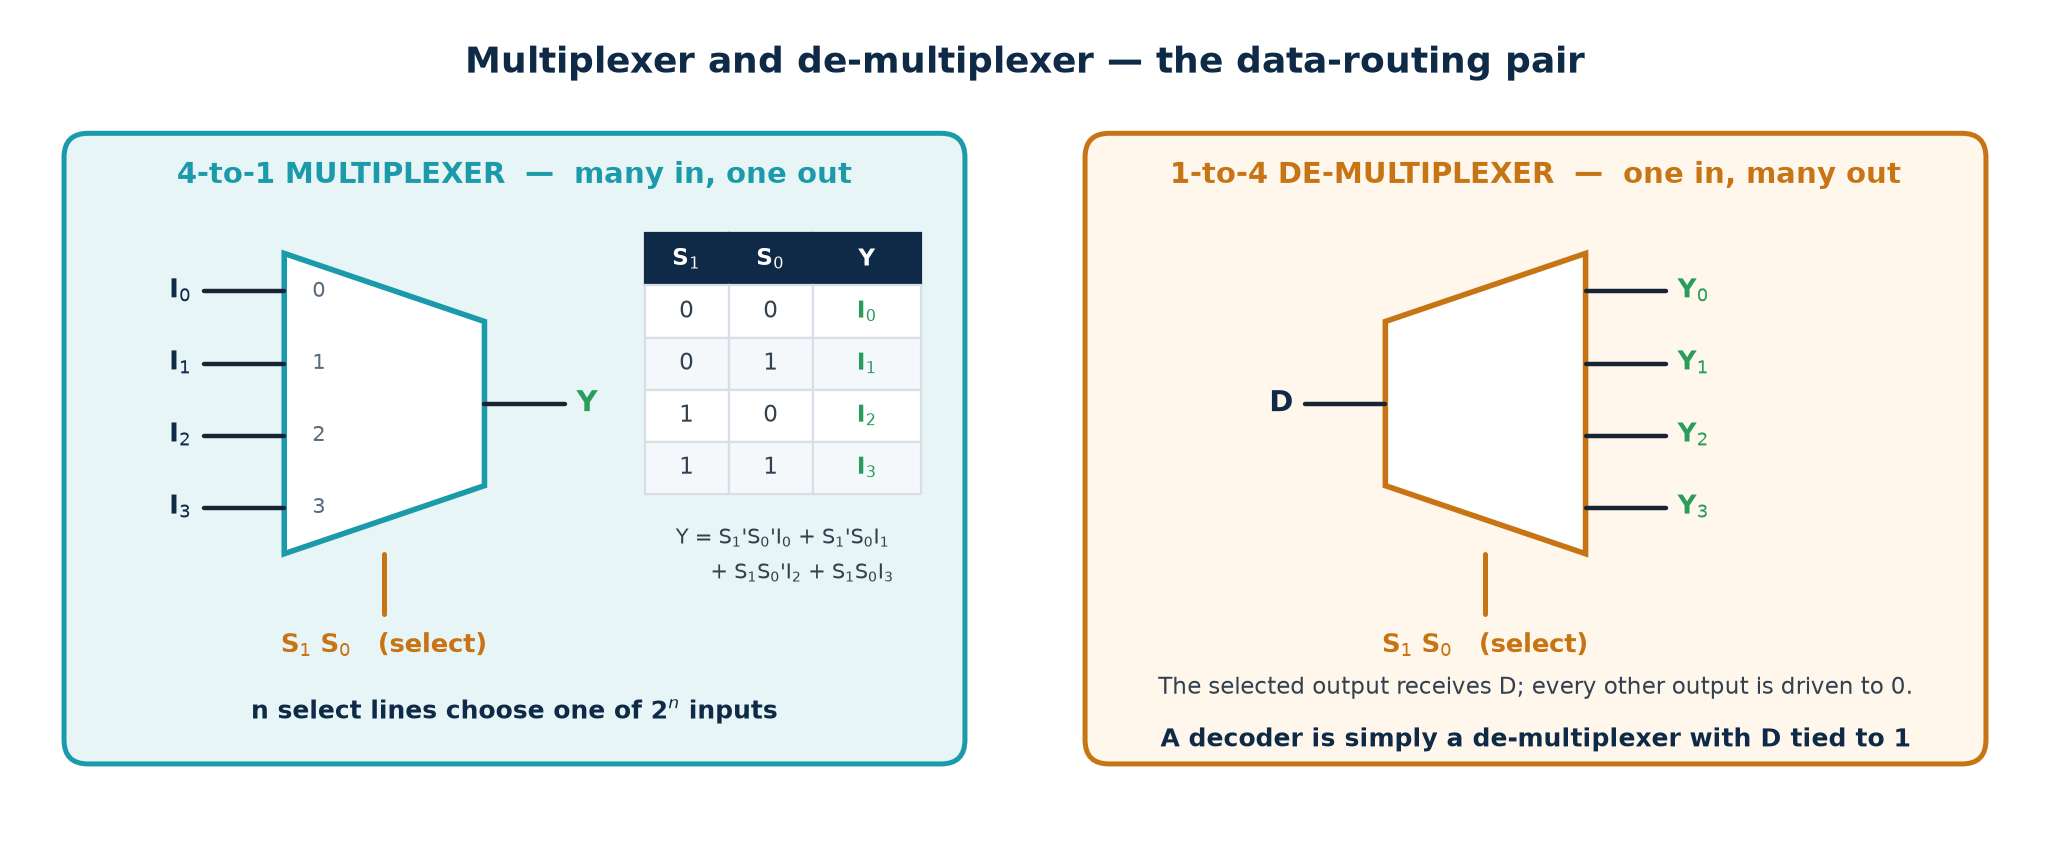 Multiplexer and de-multiplexer — the data-routing pair
4-to-1 MULTIPLEXER — many in, one out
I₀
I₁
I₂
I₃
0
1
2
3
Y
S₁ S₀ (select)
S₁ S₀ Y
0 0 I₀
0 1 I₁
1 0 I₂
1 1 I₃
Y = S₁'S₀'I₀ + S₁'S₀I₁
+ S₁S₀'I₂ + S₁S₀I₃
n select lines choose one of 2ⁿ inputs
1-to-4 DE-MULTIPLEXER — one in, many out
D
Y₀
Y₁
Y₂
Y₃
S₁ S₀ (select)
The selected output receives D; every other output is driven to 0.
A decoder is simply a de-multiplexer with D tied to 1